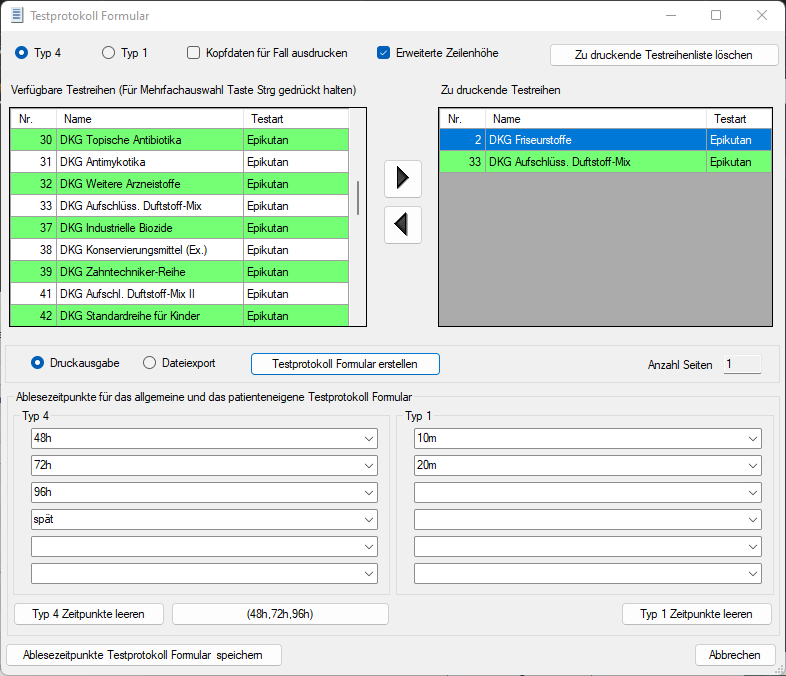 Testprotokoll Formular
Typ 4 Typ 1 Kopfdaten für Fall ausdrucken Erweiterte Zeilenhöhe Zu druckende Testreihenliste löschen
Verfügbare Testreihen (Für Mehrfachauswahl Taste Strg gedrückt halten)
Nr. Name Testart
30 DKG Topische Antibiotika Epikutan
31 DKG Antimykotika Epikutan
32 DKG Weitere Arzneistoffe Epikutan
33 DKG Aufschlüss. Duftstoff-Mix Epikutan
37 DKG Industrielle Biozide Epikutan
38 DKG Konservierungsmittel (Ex.) Epikutan
39 DKG Zahntechniker-Reihe Epikutan
41 DKG Aufschl. Duftstoff-Mix II Epikutan
42 DKG Standardreihe für Kinder Epikutan
Zu druckende Testreihen
Nr. Name Testart
2 DKG Friseurstoffe Epikutan
33 DKG Aufschlüss. Duftstoff-Mix Epikutan
Druckausgabe Dateiexport Testprotokoll Formular erstellen Anzahl Seiten 1
Ablesezeitpunkte für das allgemeine und das patienteneigene Testprotokoll Formular
Typ 4
48h
72h
96h
spät
Typ 1
10m
20m
Typ 4 Zeitpunkte leeren (48h,72h,96h) Typ 1 Zeitpunkte leeren
Ablesezeitpunkte Testprotokoll Formular speichern Abbrechen